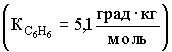 (K_C₆H₆ = 5,1 град·кг/моль)